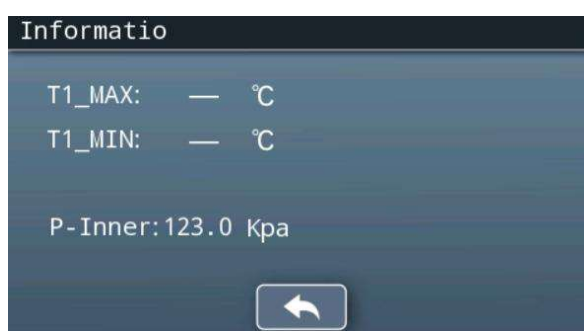 Informatio
T1_MAX: — ℃
T1_MIN: — ℃
P-Inner:123.0 Kpa